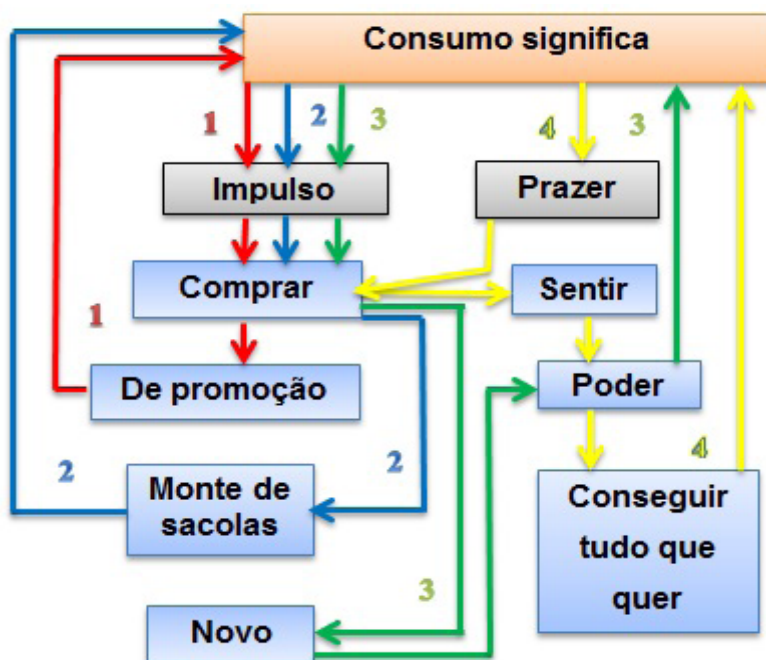 Consumo significa
1
2
3
4
3
Impulso
Prazer
Comprar
Sentir
1
De promoção
Poder
2
Monte de
sacolas
2
4
Conseguir
tudo que
quer
3
Novo